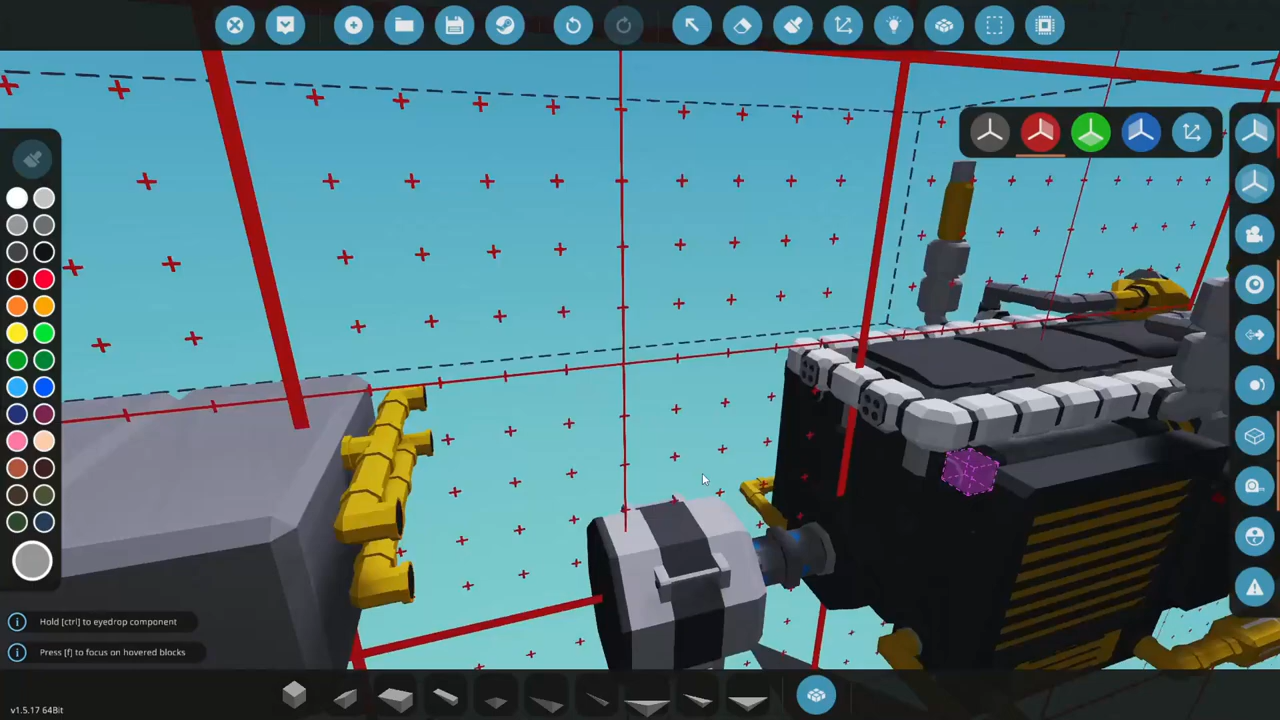 Hold [ctrl] to eyedrop component
Press [f] to focus on hovered blocks
v1.5.17 64Bit